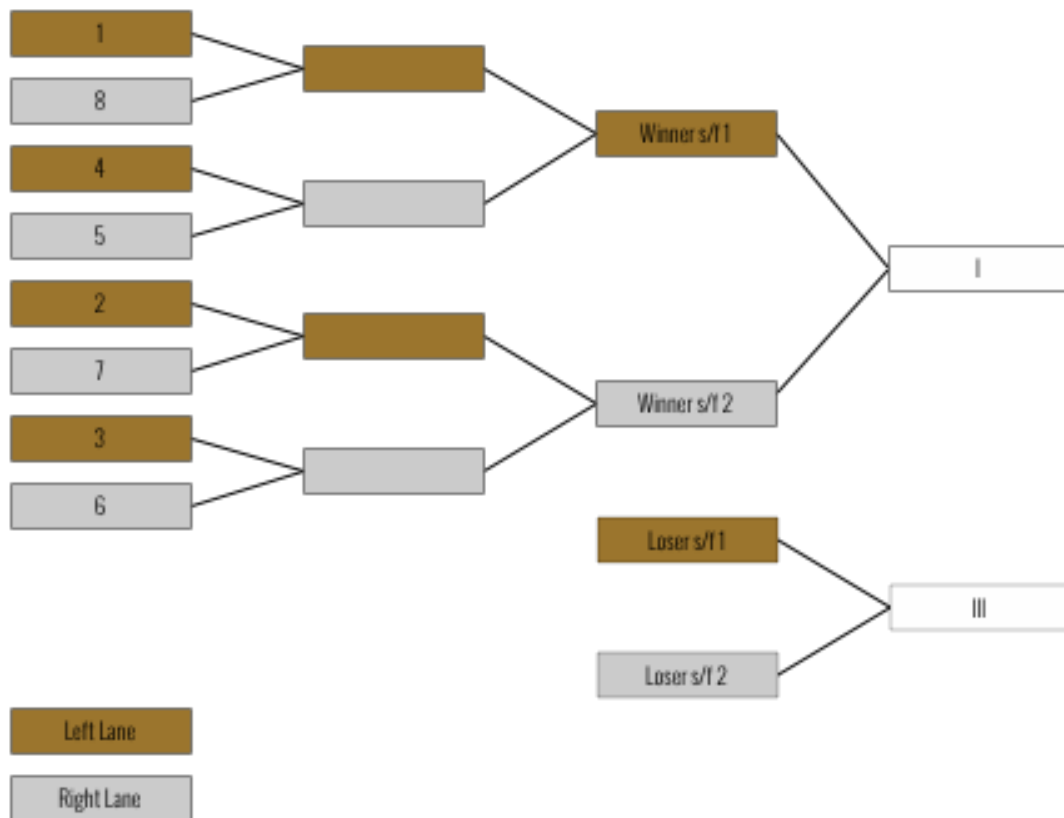 1
8
4
5
2
7
3
6
Winner s/f 1
Winner s/f 2
I
Loser s/f 1
Loser s/f 2
III
Left Lane
Right Lane